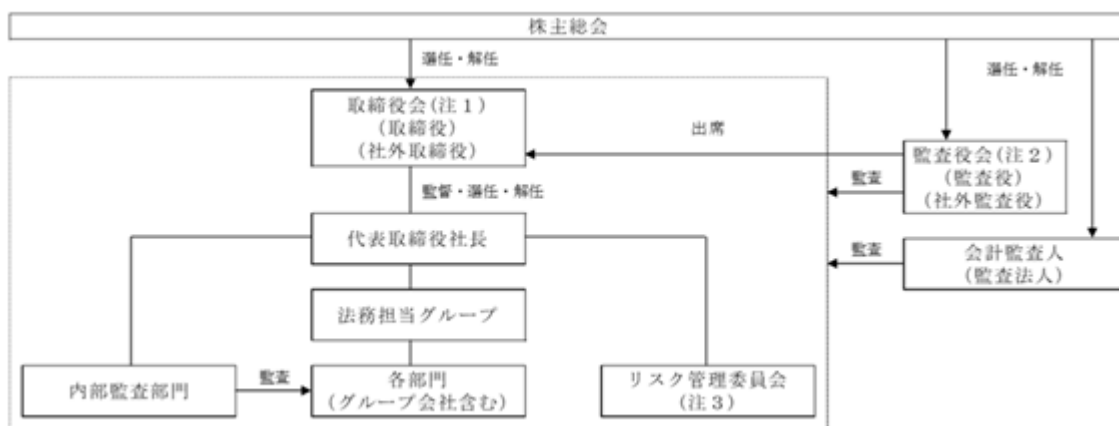 株主総会
選任・解任
選任・解任
取締役会(注1)
(取締役)
(社外取締役)
出席
監査役会(注2)
(監査役)
(社外監査役)
監査
監督・選任・解任
代表取締役社長
監査
会計監査人
(監査法人)
法務担当グループ
内部監査部門
監査
各部門
(グループ会社含む)
リスク管理委員会
(注3)